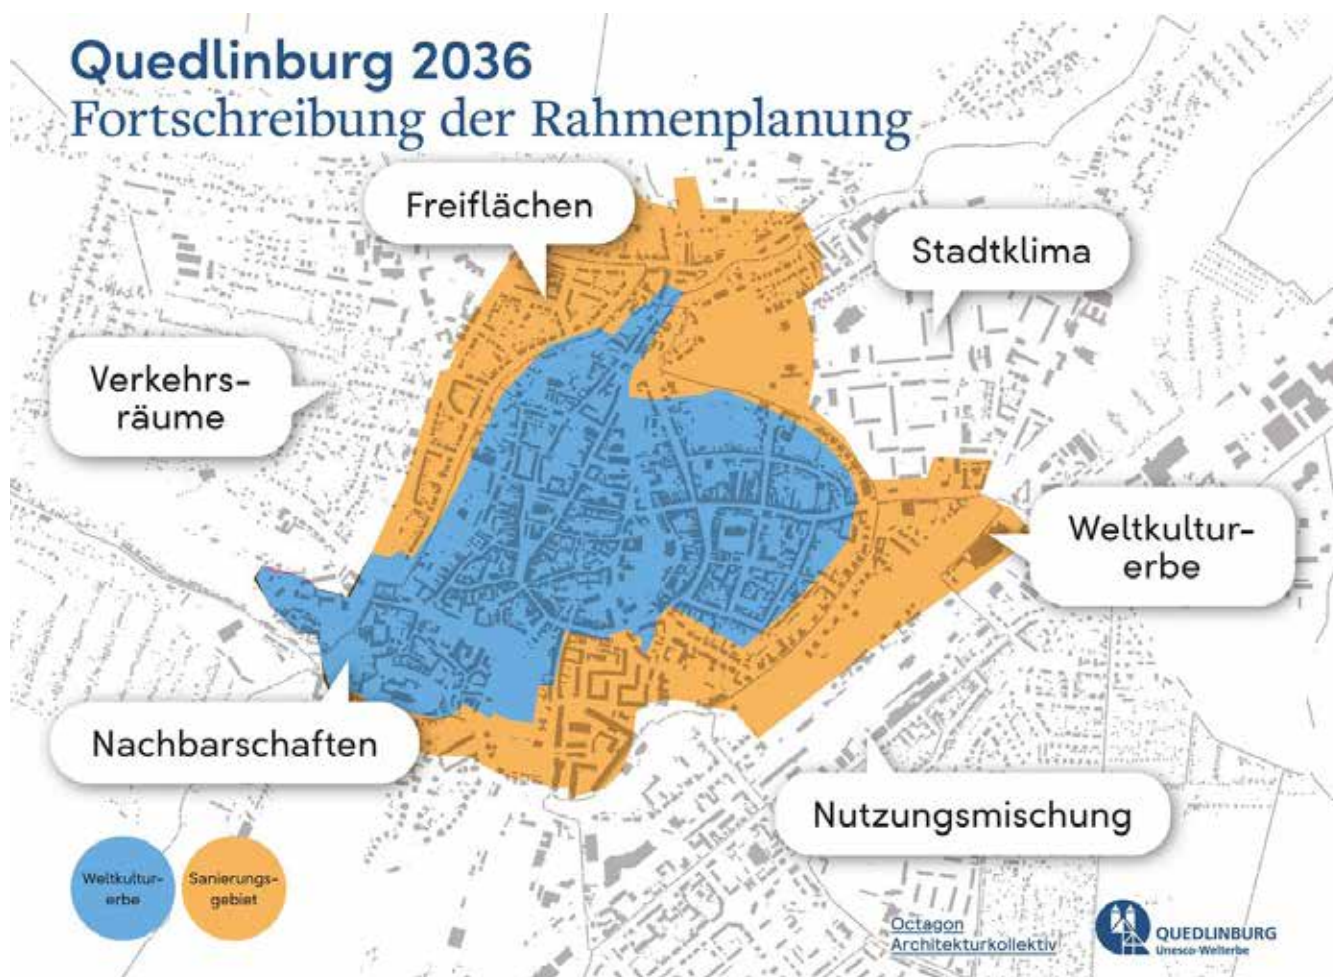 Quedlinburg 2036
Fortschreibung der Rahmenplanung
Freiflächen
Stadtklima
Verkehrs-
räume
Weltkultur-
erbe
Nachbarschaften
Nutzungsmischung
Weltkultur-
erbe
Sanierungs-
gebiet
Octagon
Architekturkollektiv
QUEDLINBURG
Unesco-Welterbe